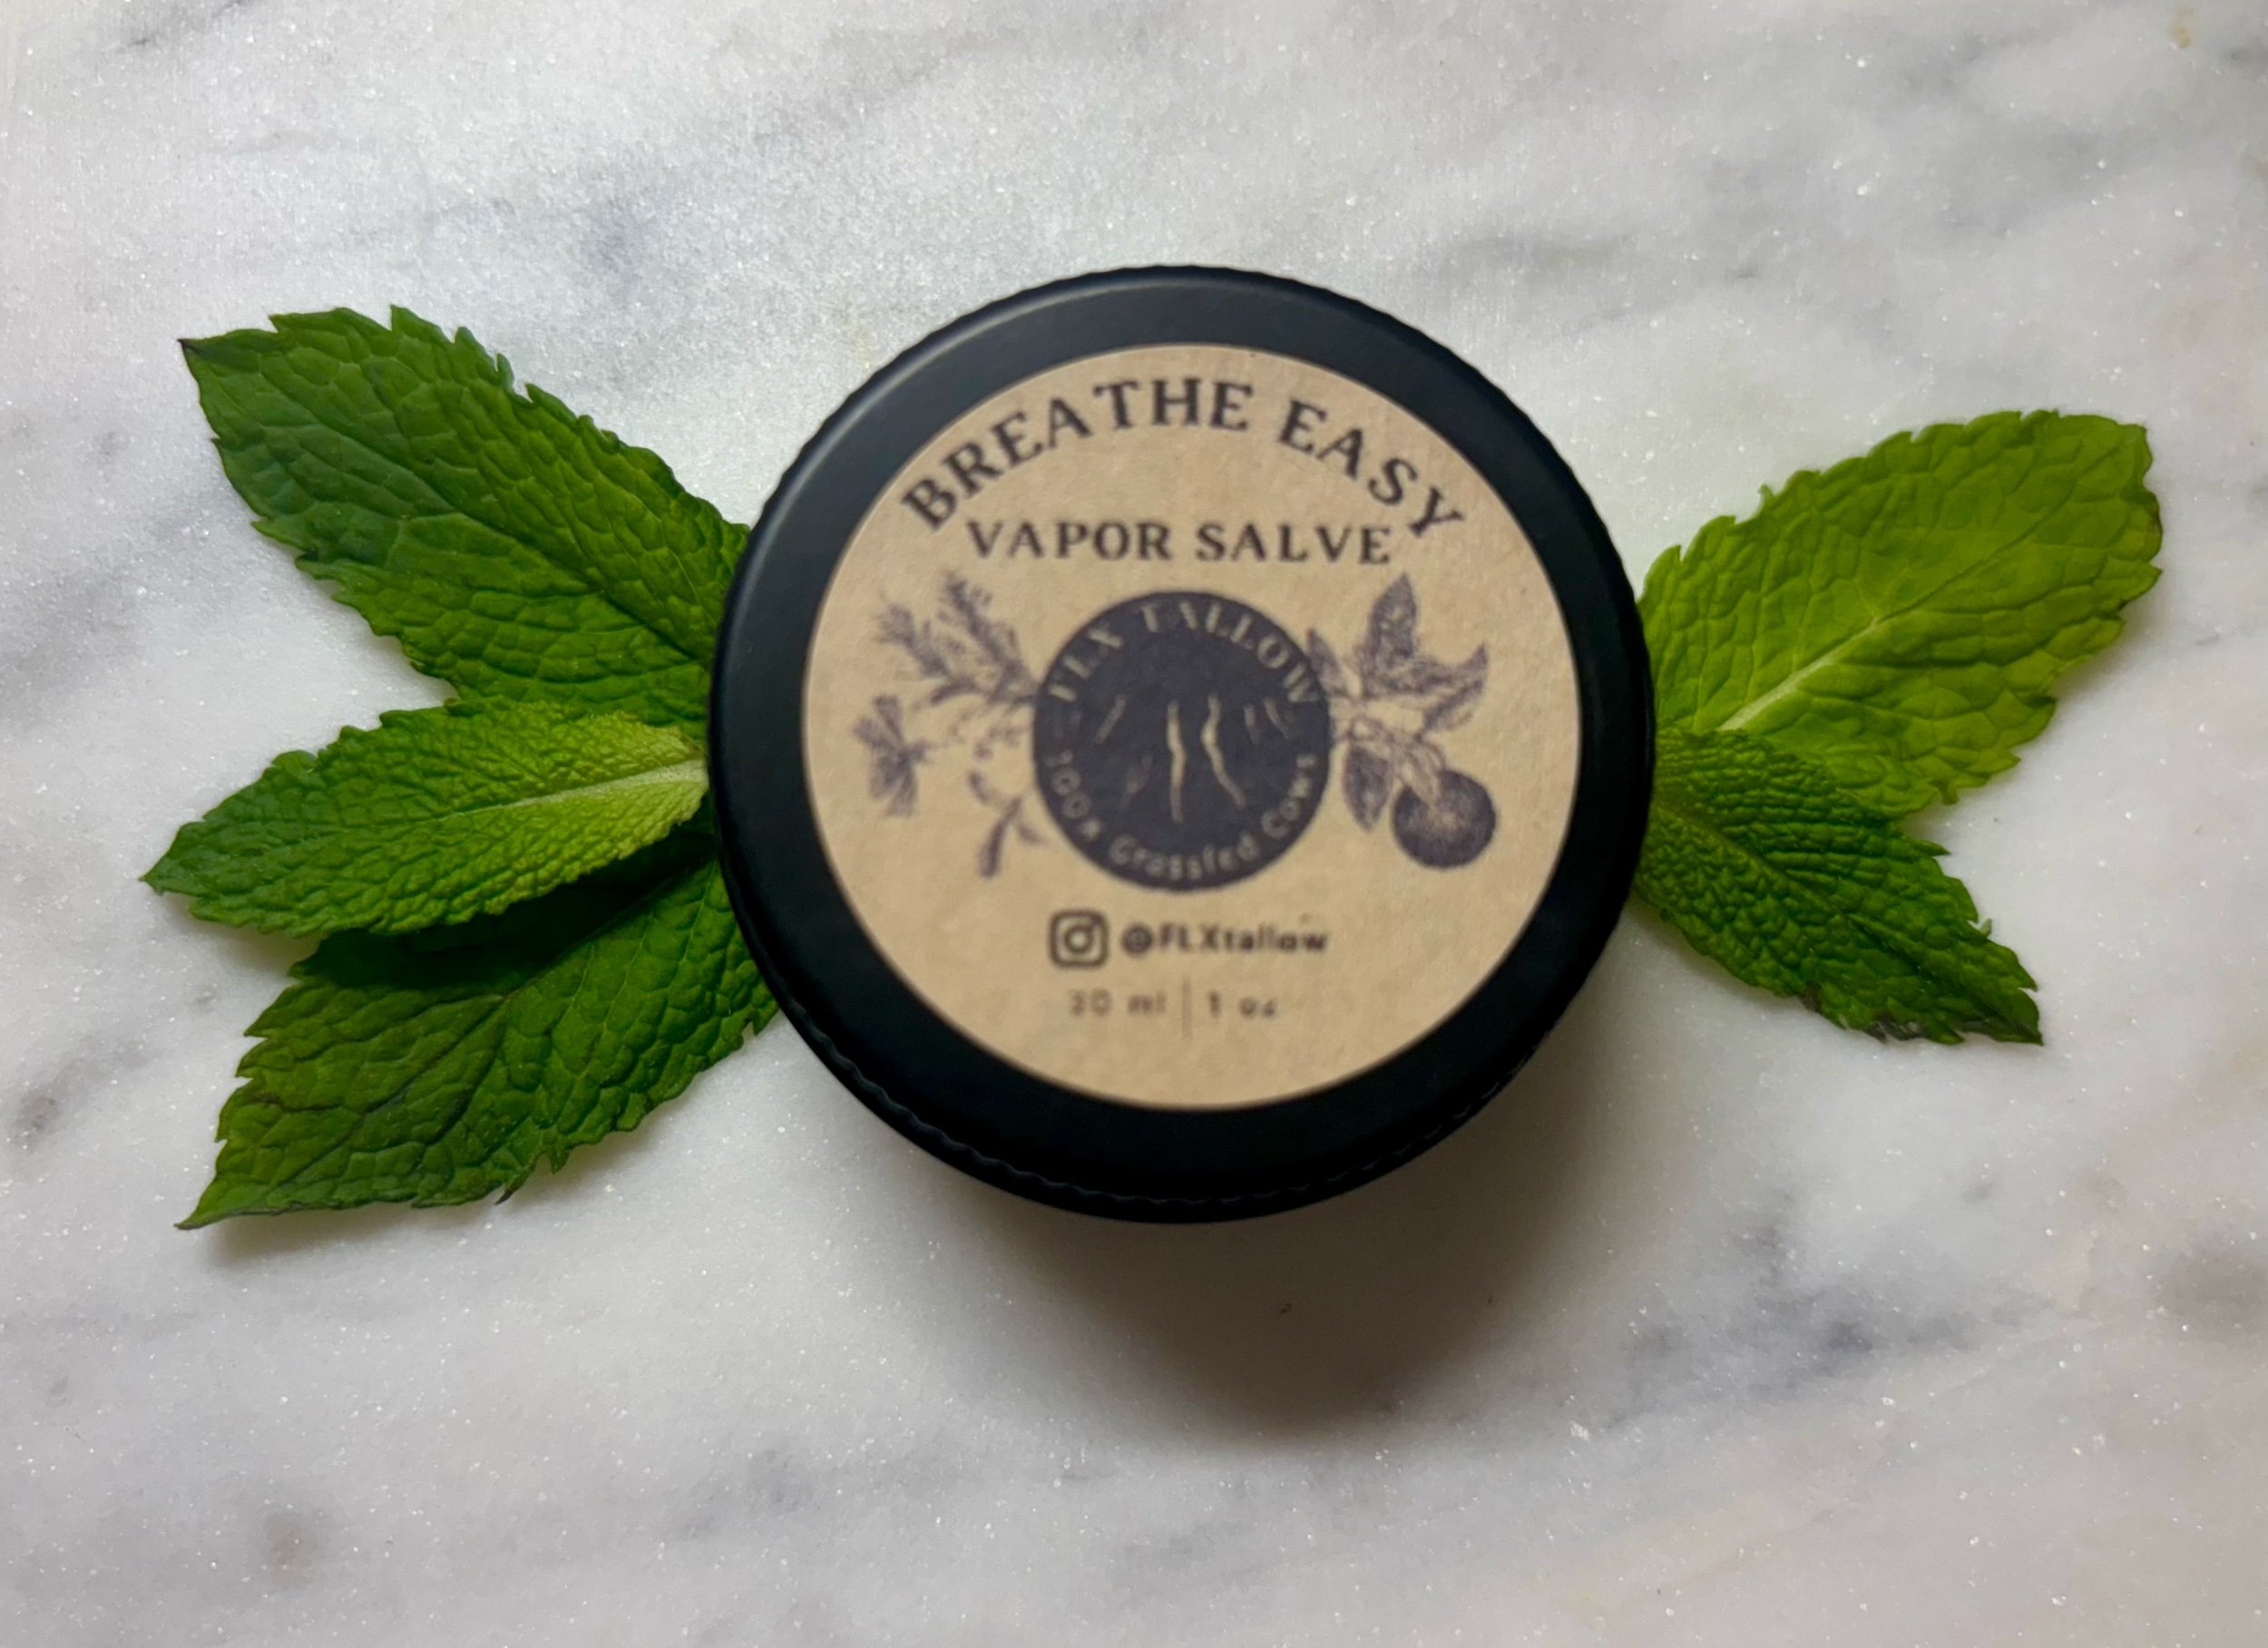 BREATHE EASY
VAPOR SALVE
FLX TALLOW
100% Grassfed Cows
@FLXtallow
30 ml | 1 oz